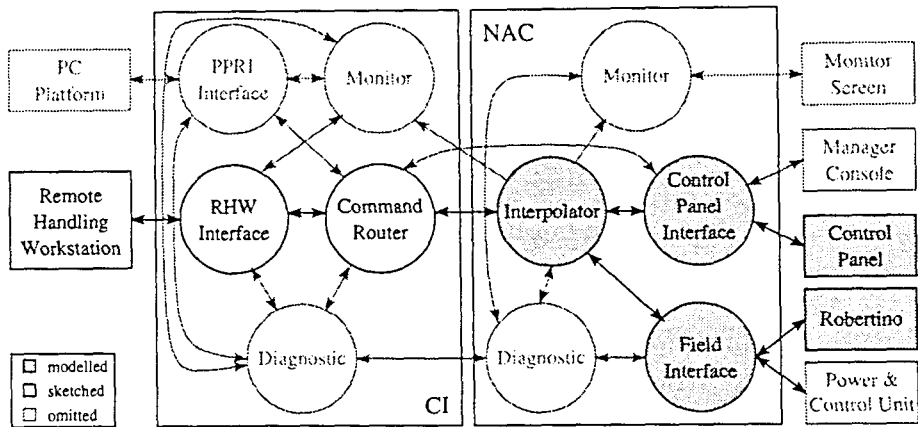 NAC
PC
Platform
PPRI
Interface
Monitor
Monitor
Monitor
Screen
Manager
Console
Remote
Handling
Workstation
RHW
Interface
Command
Router
Interpolator
Control
Panel
Interface
Control
Panel
Diagnostic
Diagnostic
Field
Interface
Robertino
Power &
Control Unit
modelled
sketched
omitted
CI